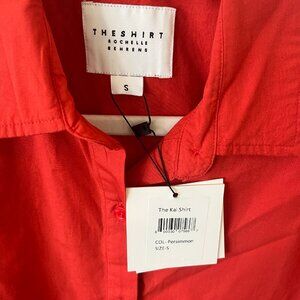 THESHIRT
ROCHELLE
BEHRENS
S
The Kai Shirt
COL- Persimmon
SIZE-S